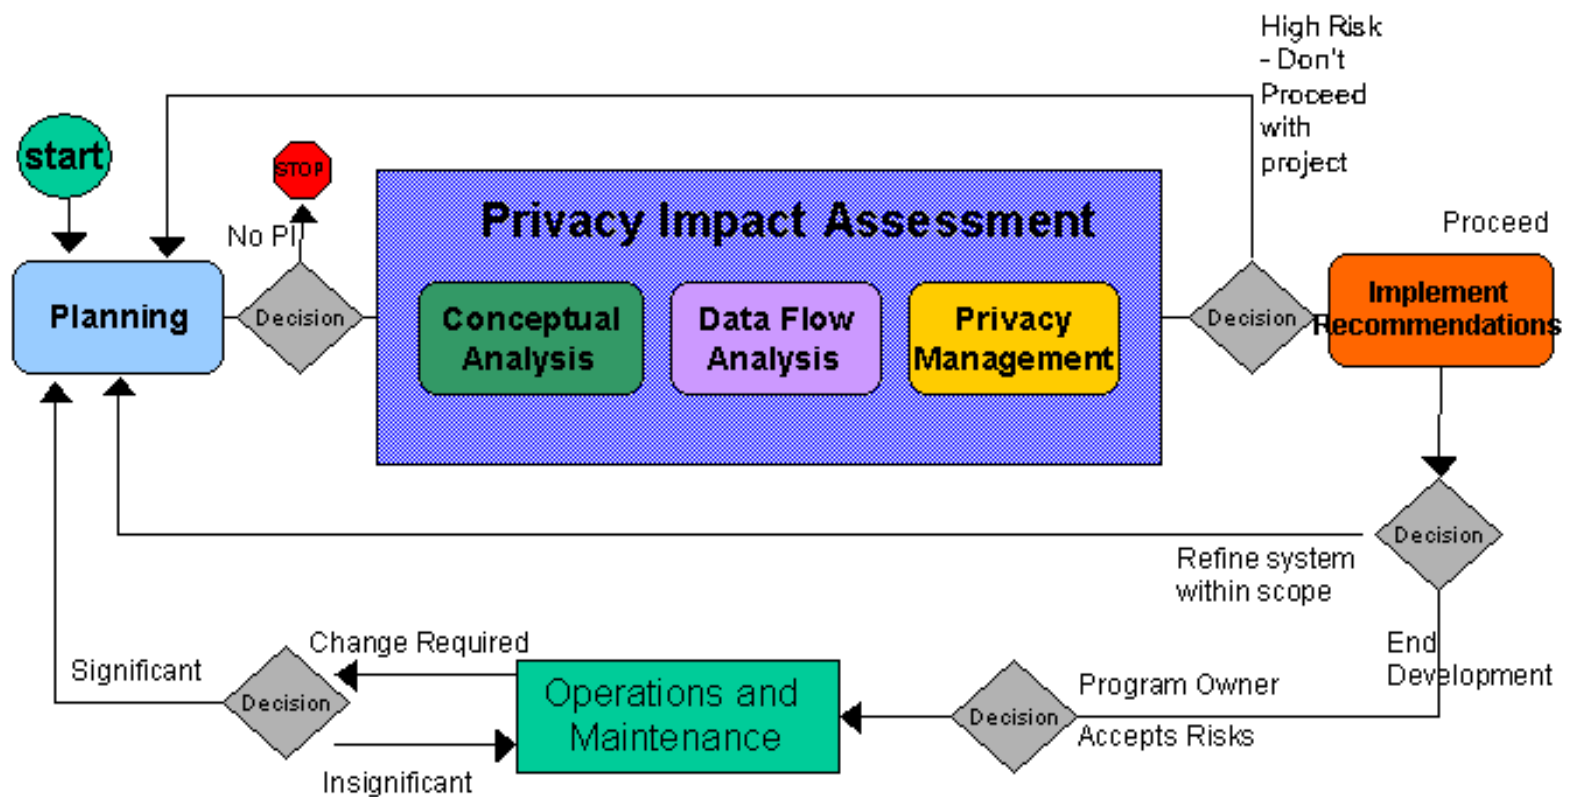 High Risk
- Don't
Proceed
with
project
start
STOP
No PI
Privacy Impact Assessment
Proceed
Planning
Decision
Conceptual
Analysis
Data Flow
Analysis
Privacy
Management
Decision
Implement
Recommendations
Decision
Refine system
within scope
End
Development
Change Required
Significant
Decision
Insignificant
Operations and
Maintenance
Decision
Program Owner
Accepts Risks